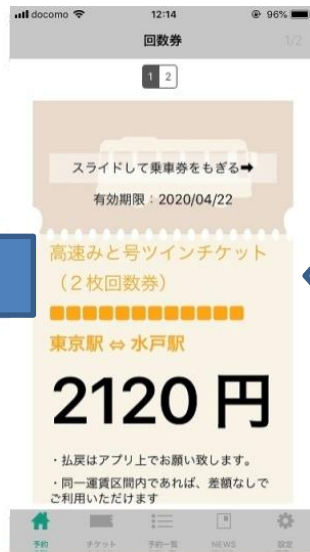 docomo 12:14 96%
回数券 1/2
1 2
スライドして乗車券をもぎる➡
有効期限：2020/04/22
高速みと号ツインチケット
（２枚回数券）
東京駅 ⇔ 水戸駅
2120 円
・払戻はアプリ上でお願い致します。
・同一運賃区間内であれば、差額なしで
ご利用いただけます
予約 チケット 予約一覧 NEWS 設定